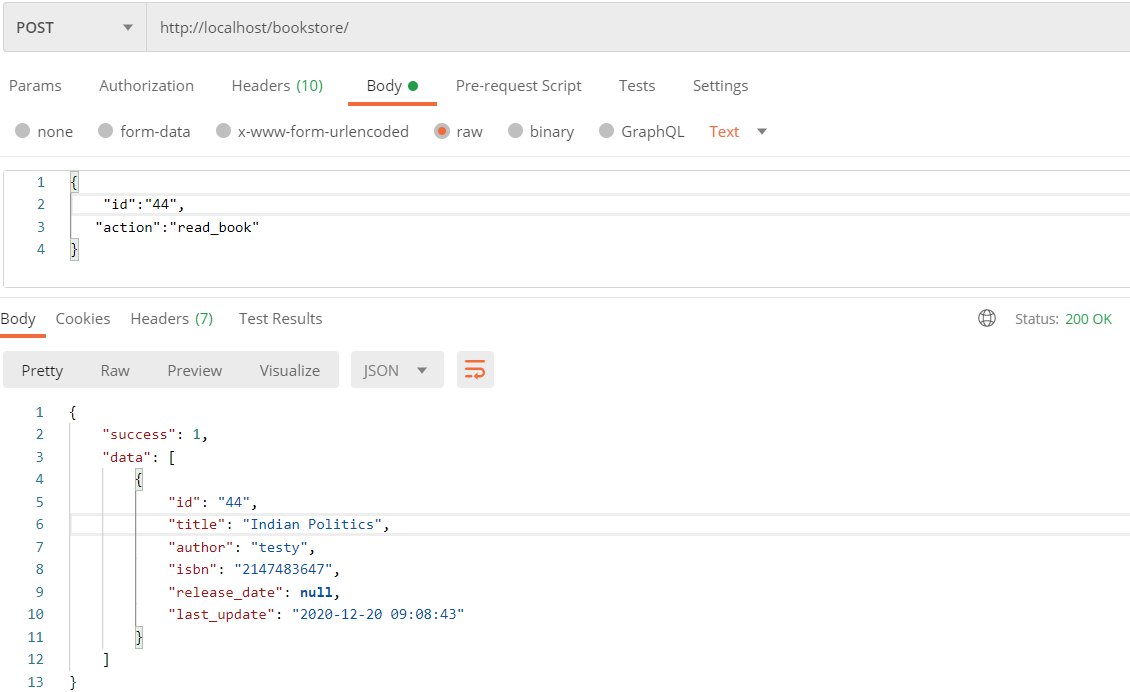 POST http://localhost/bookstore/
Params Authorization Headers (10) Body Pre-request Script Tests Settings
none form-data x-www-form-urlencoded raw binary GraphQL Text
1 {
2 "id":"44",
3 "action":"read_book"
4 }
Body Cookies Headers (7) Test Results Status: 200 OK
Pretty Raw Preview Visualize JSON
1 {
2 "success": 1,
3 "data": [
4 {
5 "id": "44",
6 "title": "Indian Politics",
7 "author": "testy",
8 "isbn": "2147483647",
9 "release_date": null,
10 "last_update": "2020-12-20 09:08:43"
11 }
12 ]
13 }